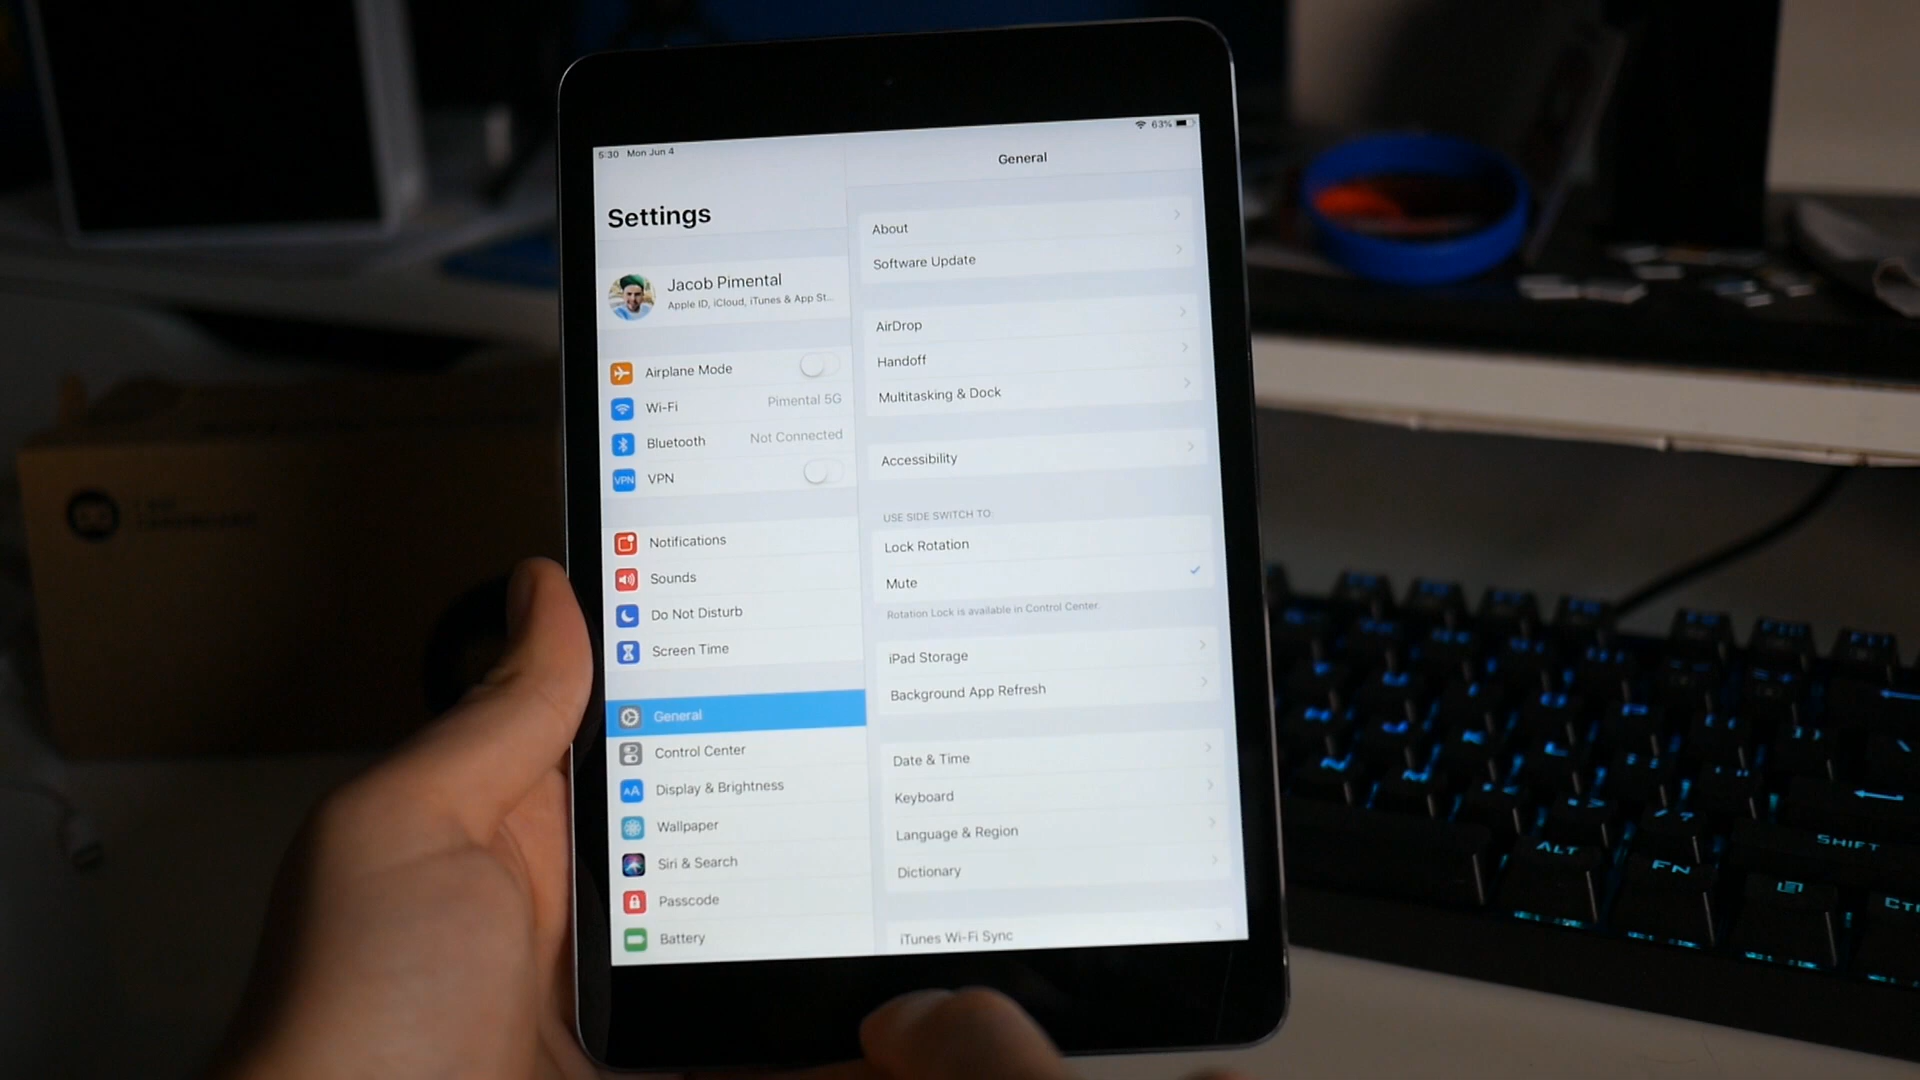 5:30 Mon Jun 4
63%
Settings
Jacob Pimental
Apple ID, iCloud, iTunes & App St...
Airplane Mode
Wi-Fi Pimental 5G
Bluetooth Not Connected
VPN VPN
Notifications
Sounds
Do Not Disturb
Screen Time
General
Control Center
AA Display & Brightness
Wallpaper
Siri & Search
Passcode
Battery
General
About
Software Update
AirDrop
Handoff
Multitasking & Dock
Accessibility
USE SIDE SWITCH TO:
Lock Rotation
Mute
Rotation Lock is available in Control Center.
iPad Storage
Background App Refresh
Date & Time
Keyboard
Language & Region
Dictionary
iTunes Wi-Fi Sync
SHIFT
ALT
FN